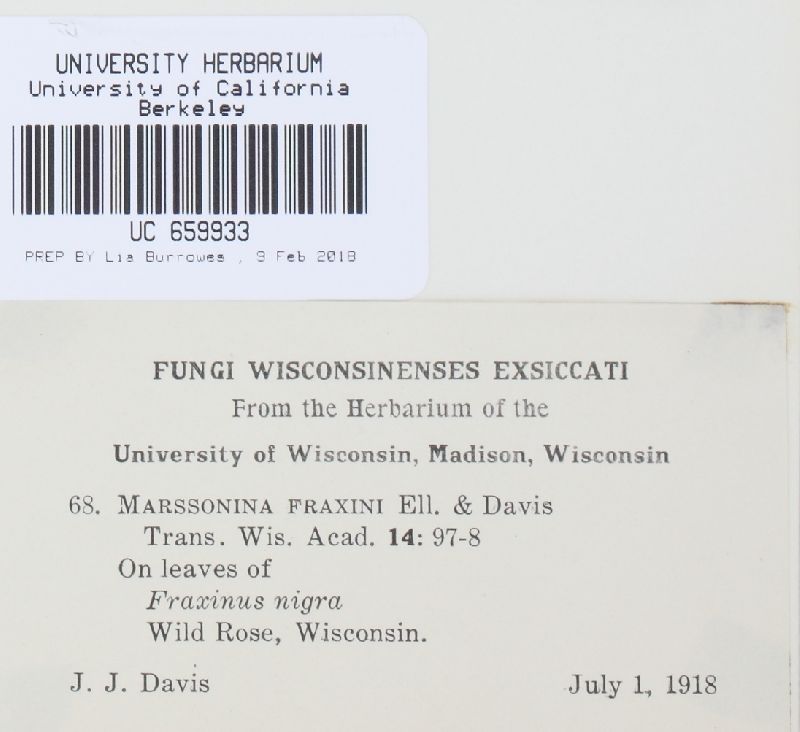 UNIVERSITY HERBARIUM
University of California
Berkeley
UC 659933
PREP BY Lia Burrowes , 9 Feb 2018
FUNGI WISCONSINENSES EXSICCATI
From the Herbarium of the
University of Wisconsin, Madison, Wisconsin
68. MARSSONINA FRAXINI Ell. & Davis
Trans. Wis. Acad. 14: 97-8
On leaves of
Fraxinus nigra
Wild Rose, Wisconsin.
J. J. Davis July 1, 1918